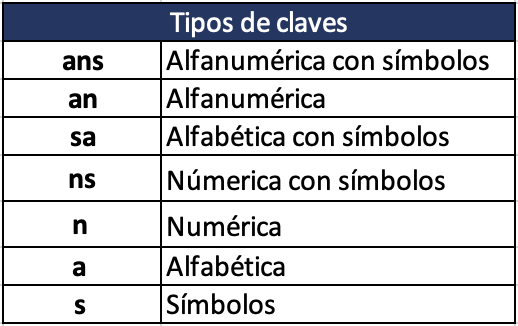 Tipos de claves
ans Alfanumérica con símbolos
an Alfanumérica
sa Alfabética con símbolos
ns Númerica con símbolos
n Numérica
a Alfabética
s Símbolos